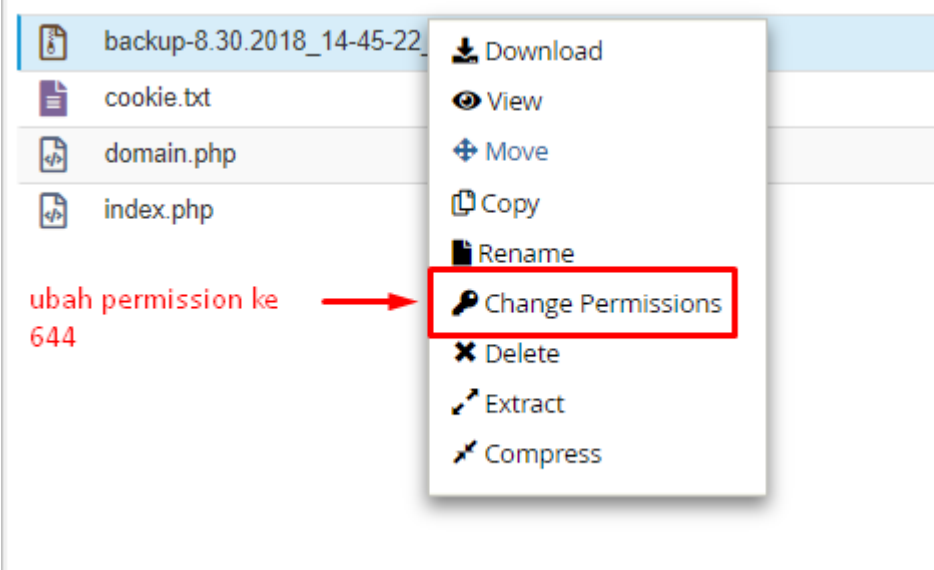 backup-8.30.2018_14-45-22_
cookie.txt
domain.php
index.php
Download
View
Move
Copy
Rename
Change Permissions
Delete
Extract
Compress
ubah permission ke
644